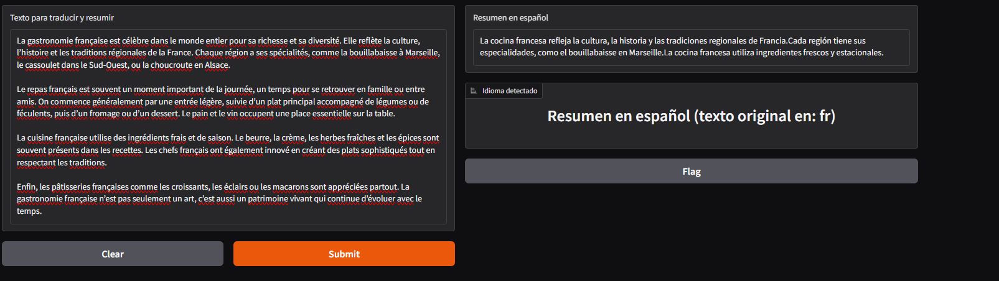 Texto para traducir y resumir
La gastronomie française est célèbre dans le monde entier pour sa richesse et sa diversité. Elle reflète la culture,
l’histoire et les traditions régionales de la France. Chaque région a ses spécialités, comme la bouillabaisse à Marseille,
le cassoulet dans le Sud-Ouest, ou la choucroute en Alsace.
Le repas français est souvent un moment important de la journée, un temps pour se retrouver en famille ou entre
amis. On commence généralement par une entrée légère, suivie d’un plat principal accompagné de légumes ou de
féculents, puis d’un fromage ou d’un dessert. Le pain et le vin occupent une place essentielle sur la table.
La cuisine française utilise des ingrédients frais et de saison. Le beurre, la crème, les herbes fraîches et les épices sont
souvent présents dans les recettes. Les chefs français ont également innové en créant des plats sophistiqués tout en
respectant les traditions.
Enfin, les pâtisseries françaises comme les croissants, les éclairs ou les macarons sont appréciées partout. La
gastronomie française n’est pas seulement un art, c’est aussi un patrimoine vivant qui continue d’évoluer avec le
temps.
Clear
Submit
Resumen en español
La cocina francesa refleja la cultura, la historia y las tradiciones regionales de Francia.Cada región tiene sus
especialidades, como el bouillabaisse en Marseille.La cocina francesa utiliza ingredientes frescos y estacionales.
Idioma detectado
Resumen en español (texto original en: fr)
Flag